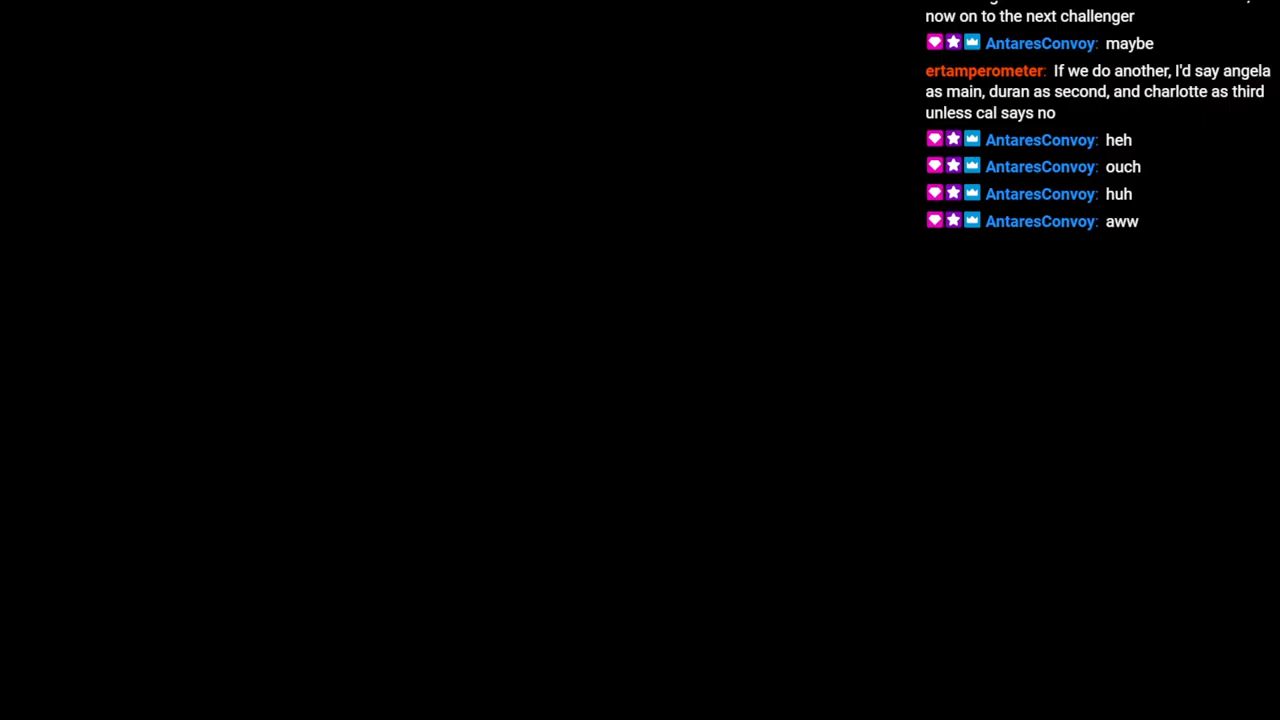 now on to the next challenger
AntaresConvoy: maybe
ertamperometer: If we do another, I'd say angela
as main, duran as second, and charlotte as third
unless cal says no
AntaresConvoy: heh
AntaresConvoy: ouch
AntaresConvoy: huh
AntaresConvoy: aww